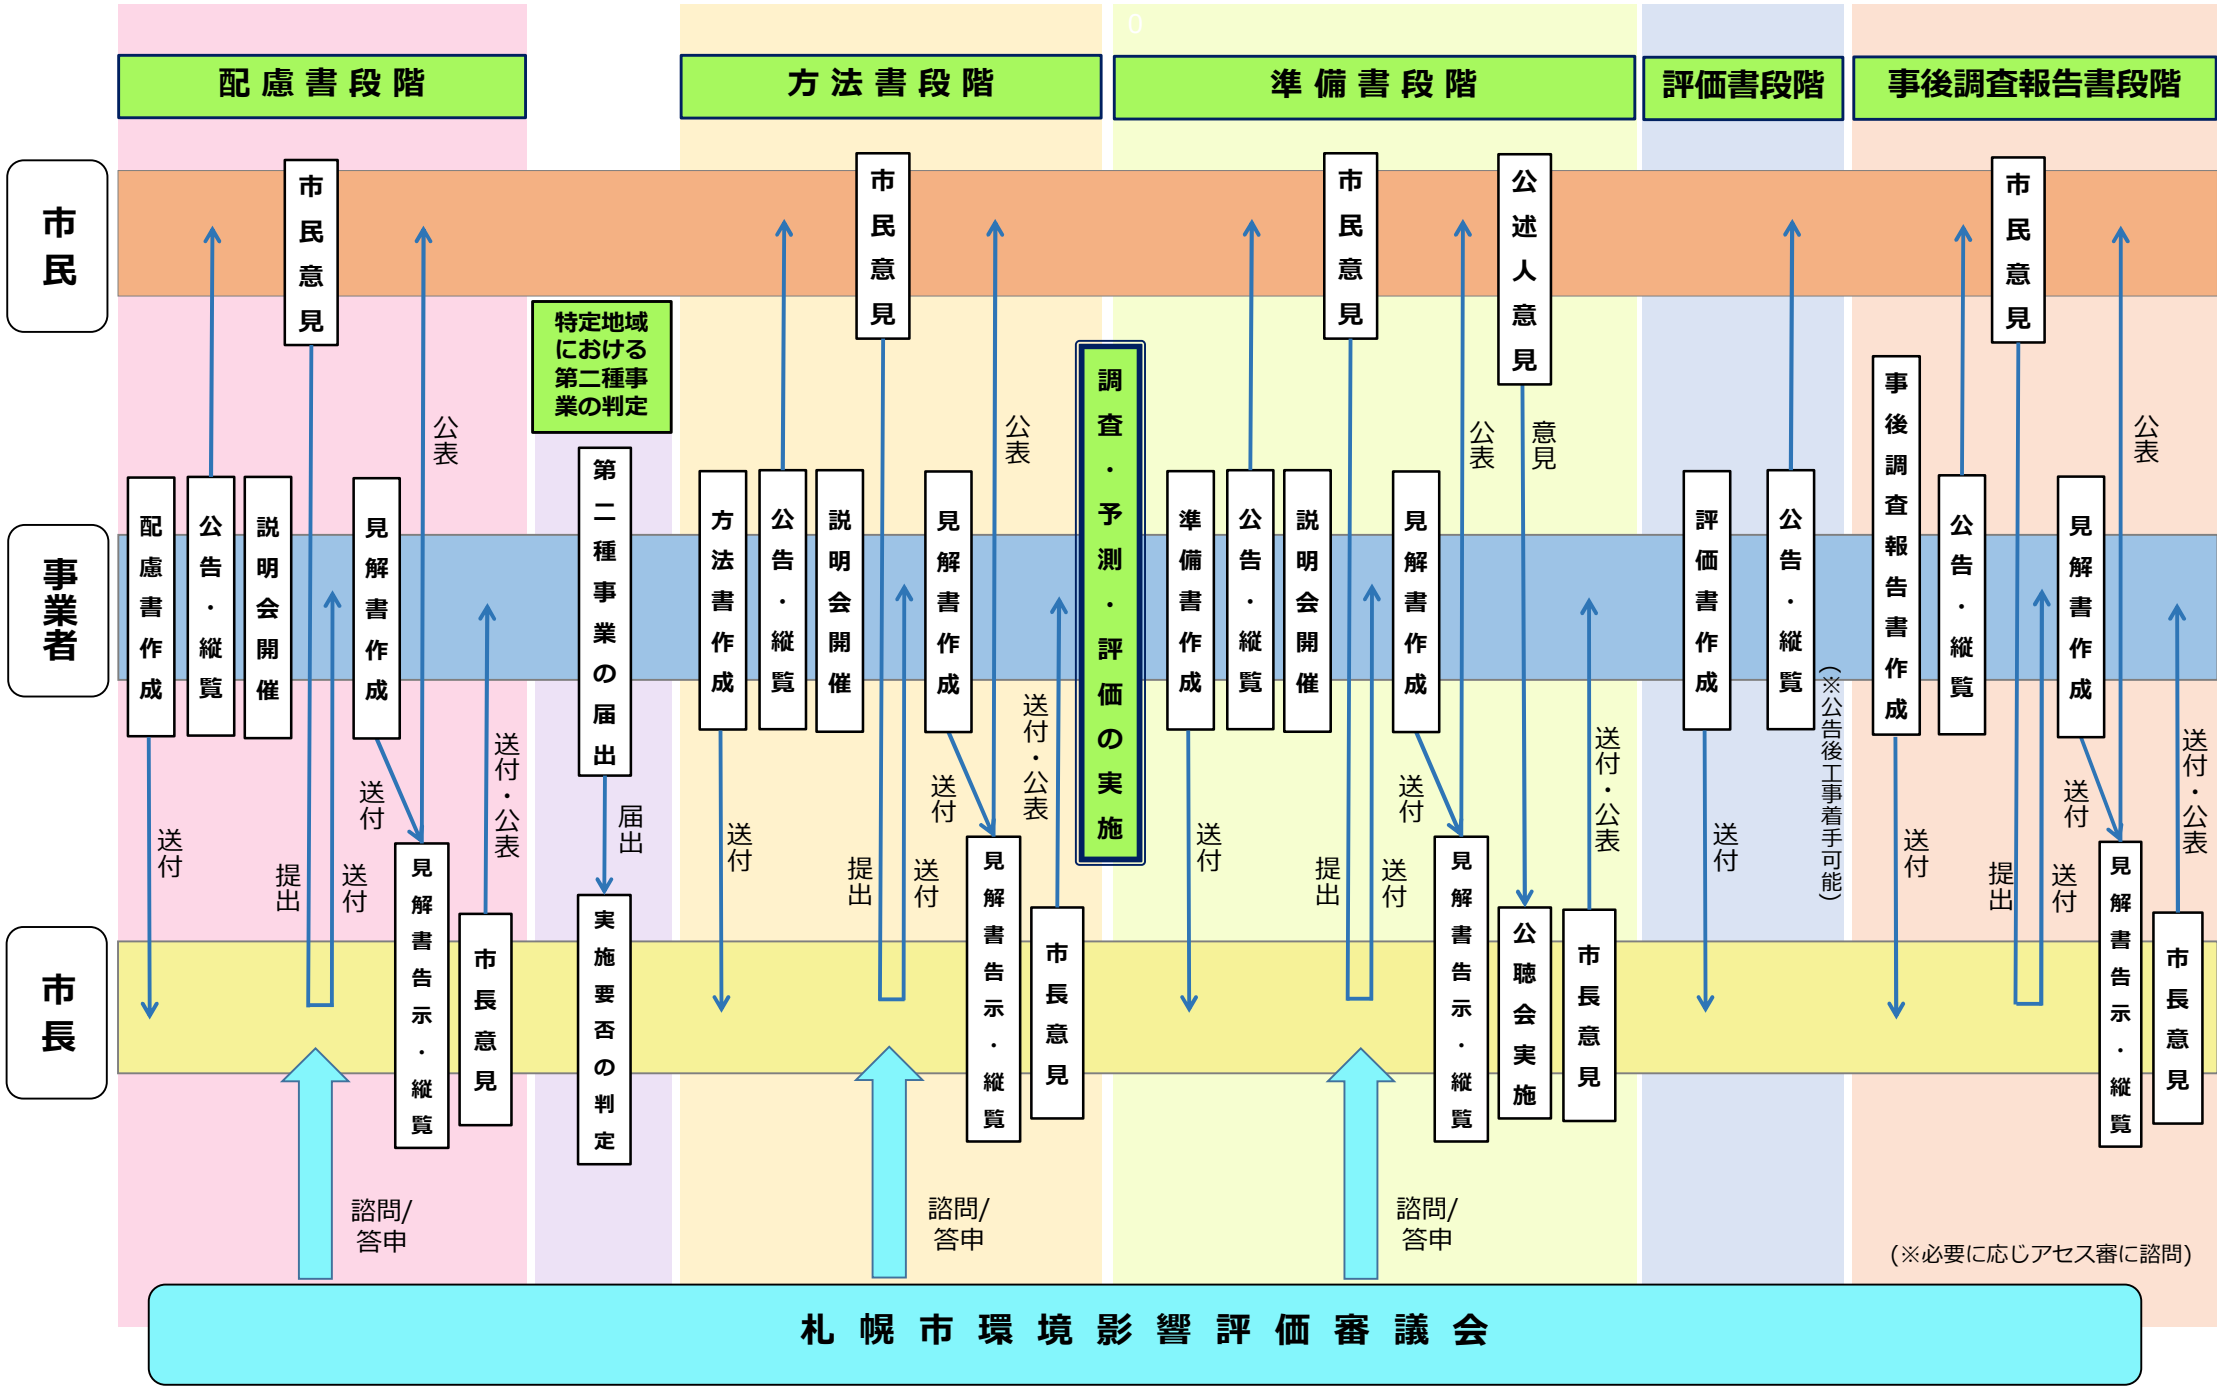 0
配慮書段階
方法書段階
準備書段階
評価書段階
事後調査報告書段階
市民
事業者
市長
配慮書作成
送付
公告・縦覧
説明会開催
市民意見
提出
送付
見解書作成
送付
公表
見解書告示・縦覧
市長意見
送付・公表
諮問/
答申
特定地域
における
第二種事
業の判定
第二種事業の届出
届出
実施要否の判定
方法書作成
送付
公告・縦覧
説明会開催
市民意見
提出
送付
見解書作成
送付
公表
見解書告示・縦覧
市長意見
送付・公表
諮問/
答申
調査・予測・評価の実施
準備書作成
送付
公告・縦覧
説明会開催
市民意見
提出
送付
見解書作成
送付
公表
見解書告示・縦覧
公述人意見
意見
公聴会実施
市長意見
送付・公表
諮問/
答申
評価書作成
送付
公告・縦覧
(※公告後工事着手可能)
事後調査報告書作成
送付
公告・縦覧
市民意見
提出
送付
見解書作成
送付
公表
見解書告示・縦覧
市長意見
送付・公表
(※必要に応じアセス審に諮問)
札幌市環境影響評価審議会